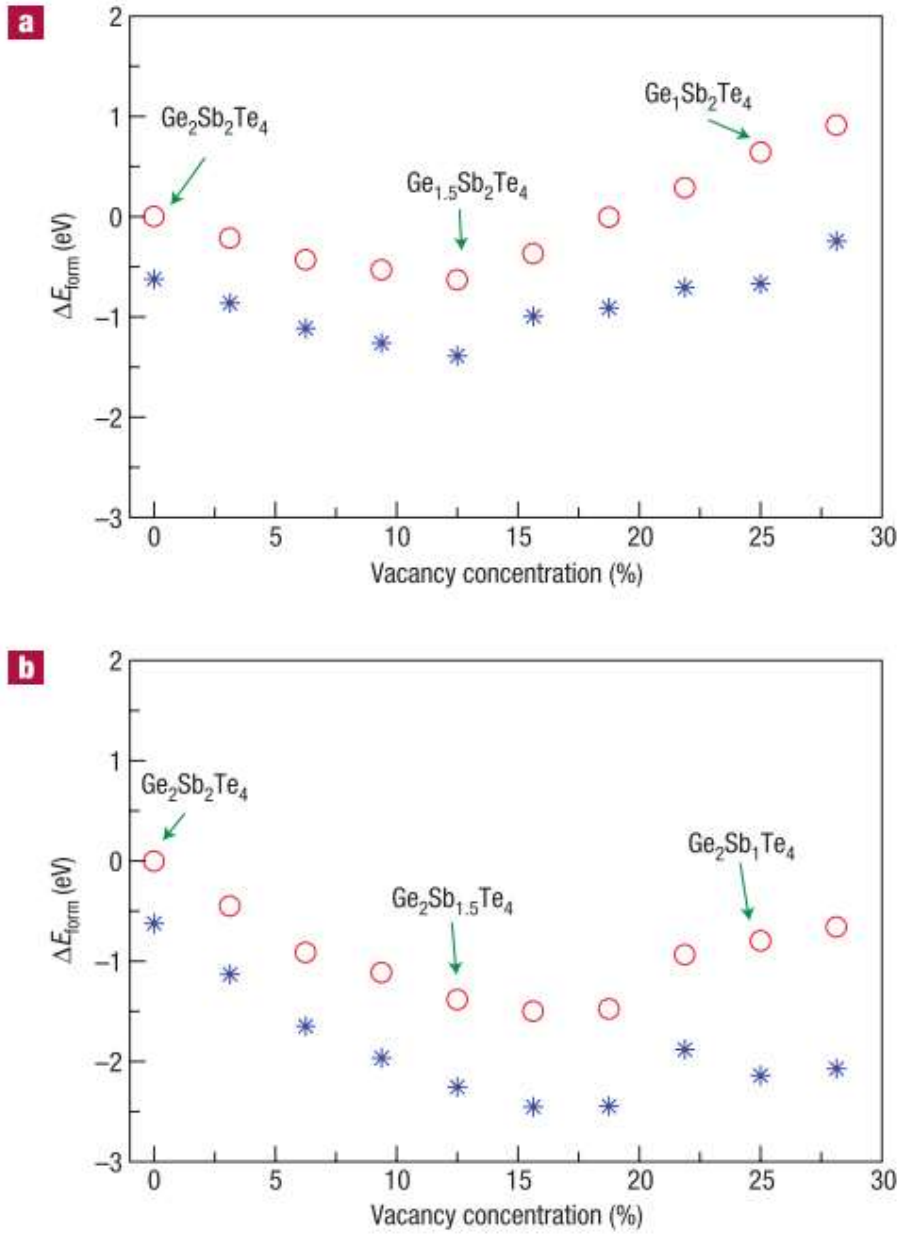 a
2
Ge₁Sb₂Te₄
Ge₂Sb₂Te₄
1
Ge₁.₅Sb₂Te₄
0
ΔE_form (eV)
−1
−2
−3
0 5 10 15 20 25 30
Vacancy concentration (%)
b
2
1
Ge₂Sb₂Te₄
Ge₂Sb₁Te₄
0
Ge₂Sb₁.₅Te₄
ΔE_form (eV)
−1
−2
−3
0 5 10 15 20 25 30
Vacancy concentration (%)